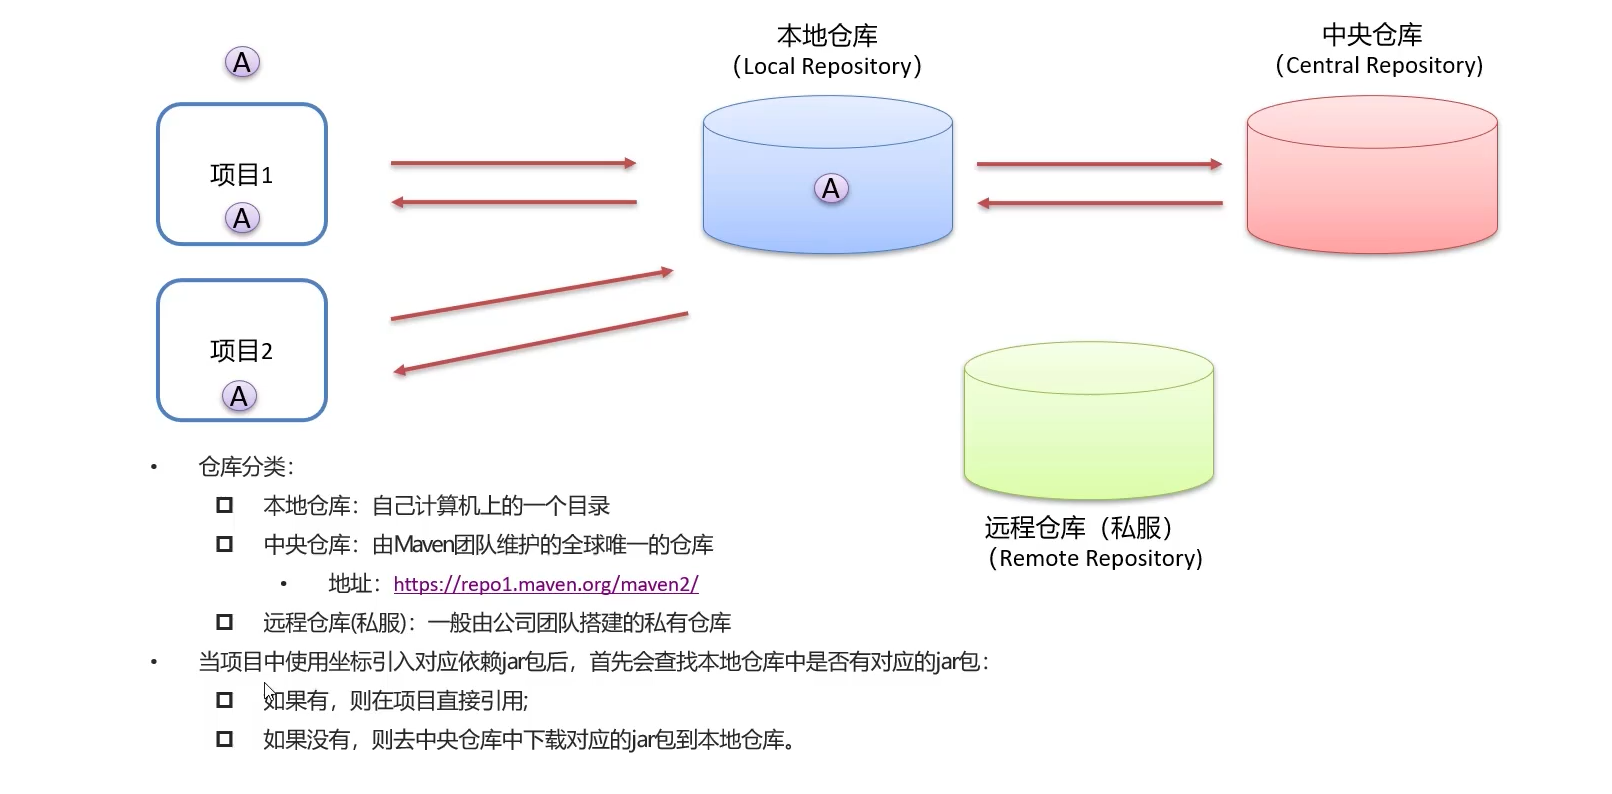 本地仓库
（Local Repository）
中央仓库
（Central Repository)
A
项目1
A
A
项目2
A
远程仓库（私服）
（Remote Repository)
• 仓库分类：
本地仓库：自己计算机上的一个目录
中央仓库：由Maven团队维护的全球唯一的仓库
• 地址：https://repo1.maven.org/maven2/
远程仓库(私服)：一般由公司团队搭建的私有仓库
• 当项目中使用坐标引入对应依赖jar包后，首先会查找本地仓库中是否有对应的jar包：
如果有，则在项目直接引用;
如果没有，则去中央仓库中下载对应的jar包到本地仓库。